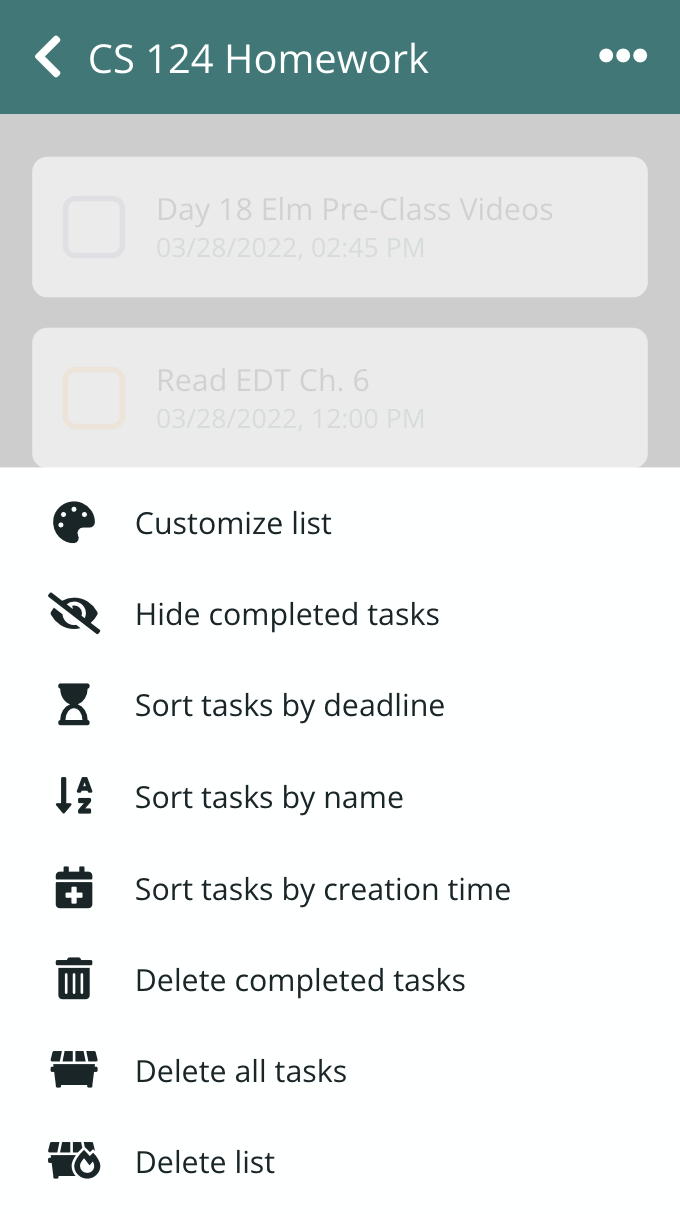 CS 124 Homework
Day 18 Elm Pre-Class Videos
03/28/2022, 02:45 PM
Read EDT Ch. 6
03/28/2022, 12:00 PM
Customize list
Hide completed tasks
Sort tasks by deadline
Sort tasks by name
Sort tasks by creation time
Delete completed tasks
Delete all tasks
Delete list